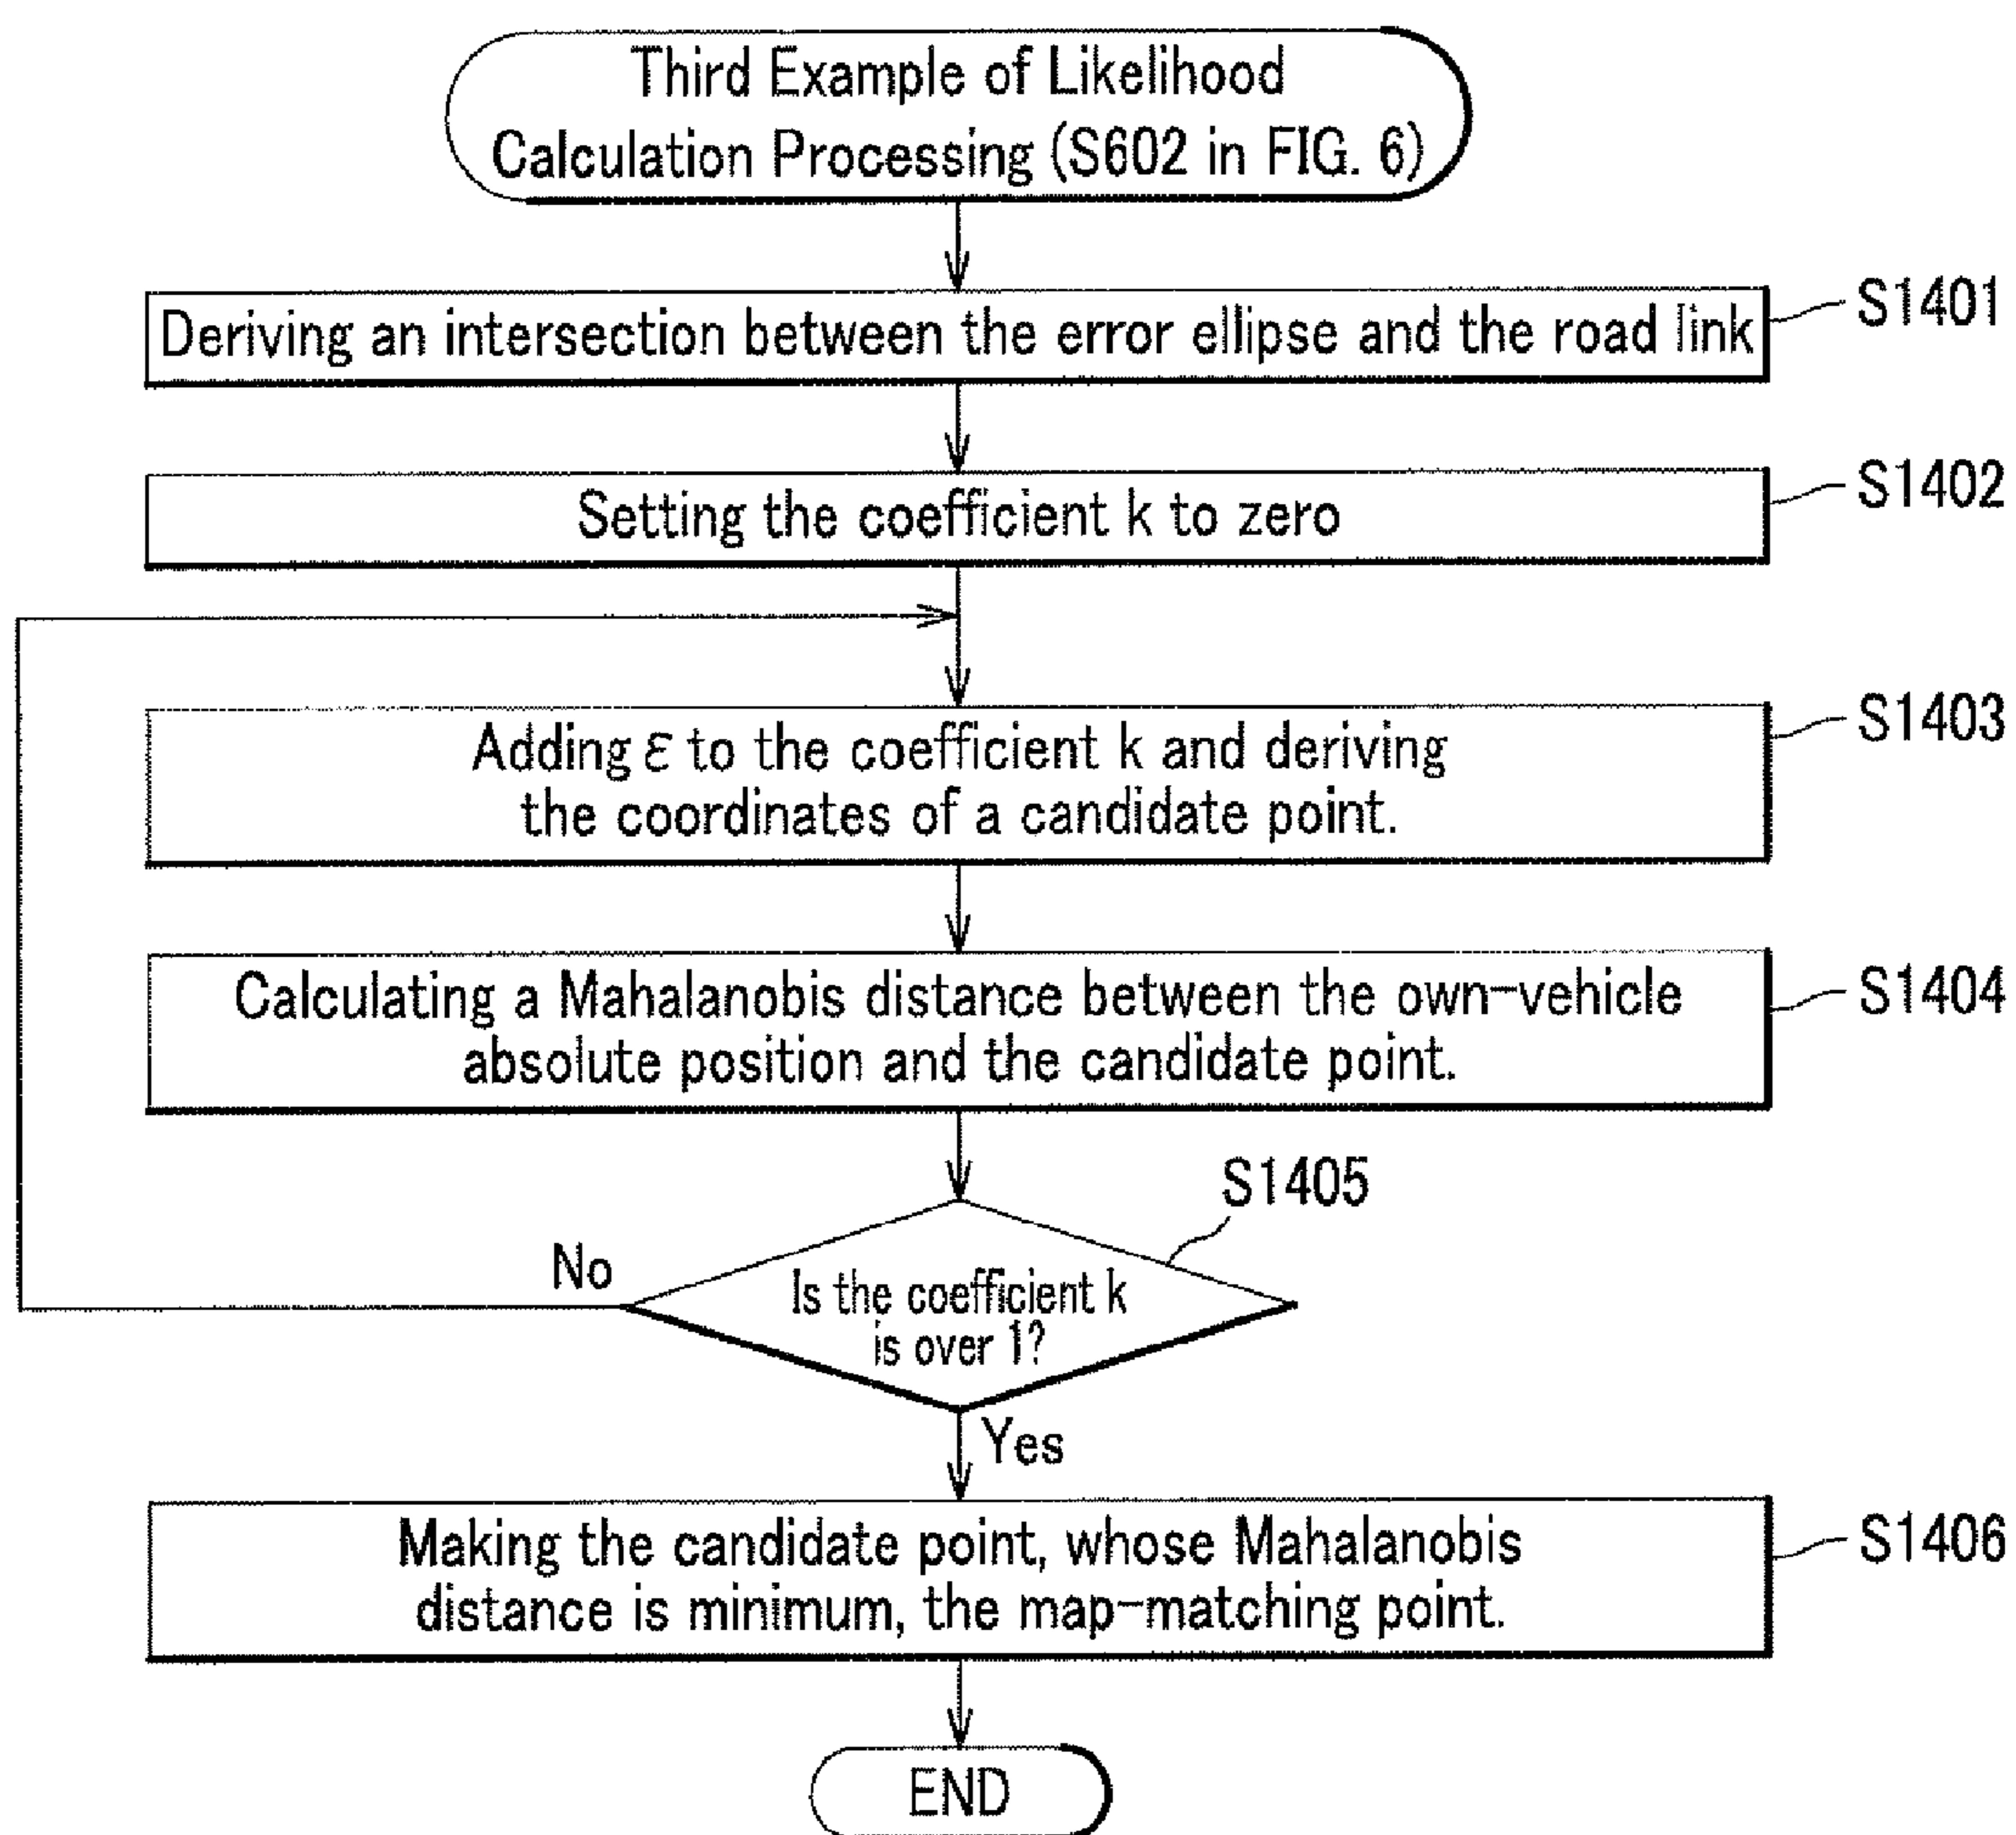 Third Example of Likelihood
Calculation Processing (S602 in FIG. 6)
Deriving an intersection between the error ellipse and the road link
S1401
Setting the coefficient k to zero
S1402
Adding ε to the coefficient k and deriving
the coordinates of a candidate point.
S1403
Calculating a Mahalanobis distance between the own-vehicle
absolute position and the candidate point.
S1404
S1405
No
Is the coefficient k
is over 1?
Yes
Making the candidate point, whose Mahalanobis
distance is minimum, the map-matching point.
S1406
END